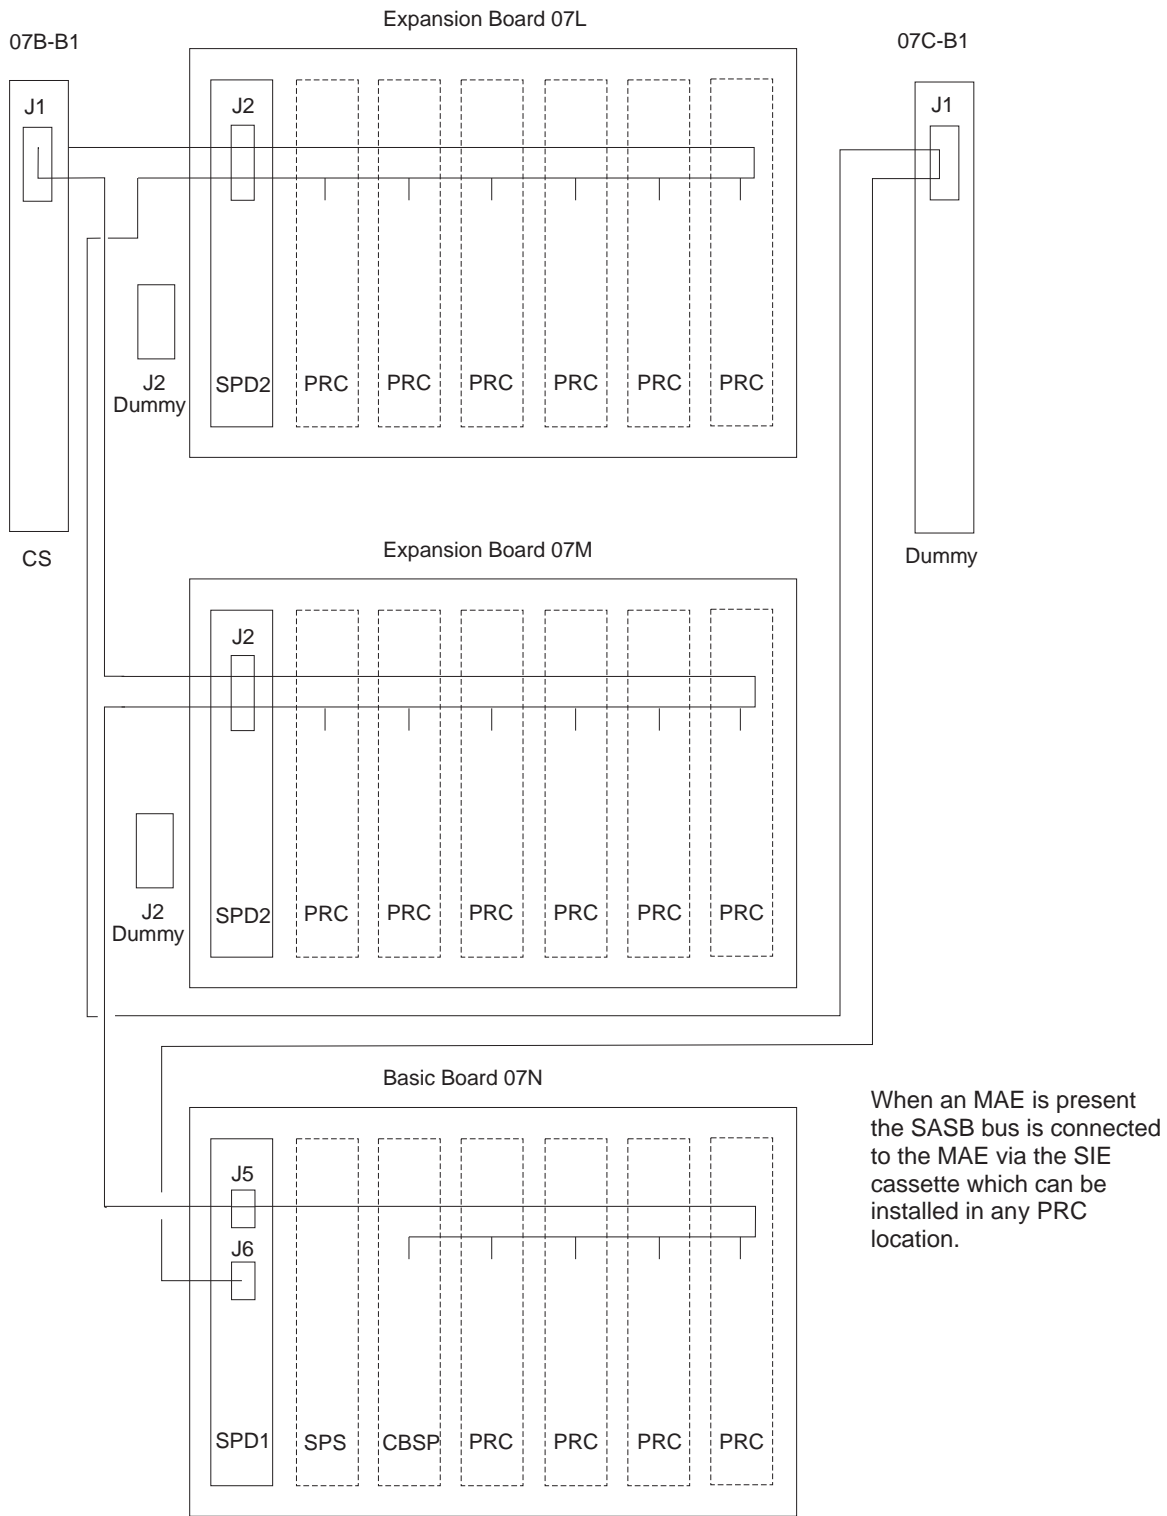 Expansion Board 07L
07B-B1
07C-B1
J1
J2
J1
J2
Dummy
SPD2 PRC PRC PRC PRC PRC PRC
CS
Dummy
Expansion Board 07M
J2
J2
Dummy
SPD2 PRC PRC PRC PRC PRC PRC
Basic Board 07N
J5
J6
SPD1 SPS CBSP PRC PRC PRC PRC
When an MAE is present
the SASB bus is connected
to the MAE via the SIE
cassette which can be
installed in any PRC
location.